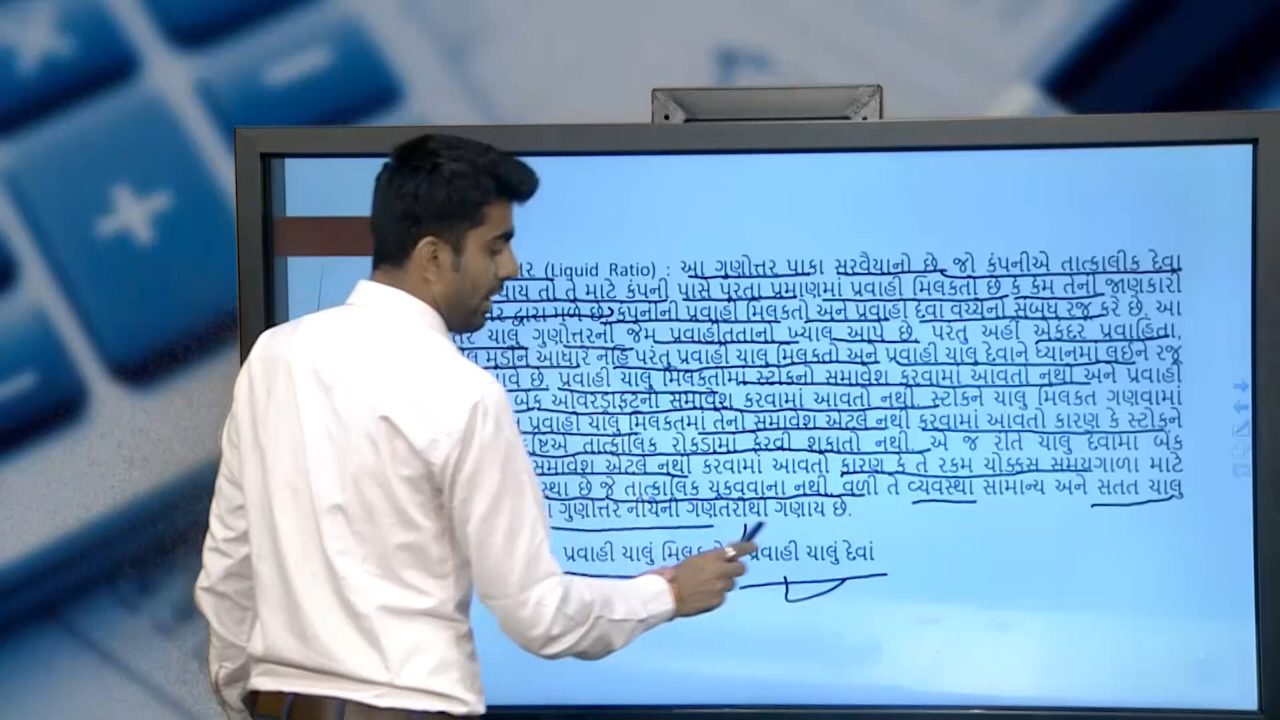 (Liquid Ratio) : આ ગુણોત્તર પાકા સરવૈયાનો છે. જો કંપનીએ તાત્કાલીક દેવા
તો તે માટે કંપની પાસે પુરતા પ્રમાણમાં પ્રવાહી મિલકતો છે કે કેમ તેની જાણકારી
દ્વારા મળે છે. કંપનીની પ્રવાહી મિલકતો અને પ્રવાહી દેવા વચ્ચેનો સંબંધ રજૂ કરે છે. આ
ચાલુ ગુણોત્તરની જેમ પ્રવાહીતતાનો ખ્યાલ આપે છે. પરંતુ અહીં એકંદર પ્રવાહિતા,
મુડીને આધારે નહિ પરંતુ પ્રવાહી ચાલુ મિલકતો અને પ્રવાહી ચાલુ દેવાને ધ્યાનમાં લઈને રજૂ
છે. પ્રવાહી ચાલુ મિલકતોમાં સ્ટોકનો સમાવેશ કરવામાં આવતો નથી અને પ્રવાહી
બેંક ઓવરડ્રાફ્ટનો સમાવેશ કરવામાં આવતો નથી. સ્ટોકને ચાલુ મિલકત ગણવામાં
પ્રવાહી ચાલુ મિલકતમાં તેનો સમાવેશ એટલે નથી કરવામાં આવતો કારણ કે સ્ટોકને
તાત્કાલિક રોકડામાં ફેરવી શકાતો નથી. એ જ રીતે ચાલુ દેવામાં બેંક
સમાવેશ એટલે નથી કરવામાં આવતો કારણ કે તે રકમ ચોક્કસ સમયગાળા માટે
છે જે તાત્કાલિક ચૂકવવાના નથી. વળી તે વ્યવસ્થા સામાન્ય અને સતત ચાલુ
ગુણોત્તર નીચેની ગણતરીથી ગણાય છે.
પ્રવાહી ચાલું પ્રવાહી ચાલું દેવાં